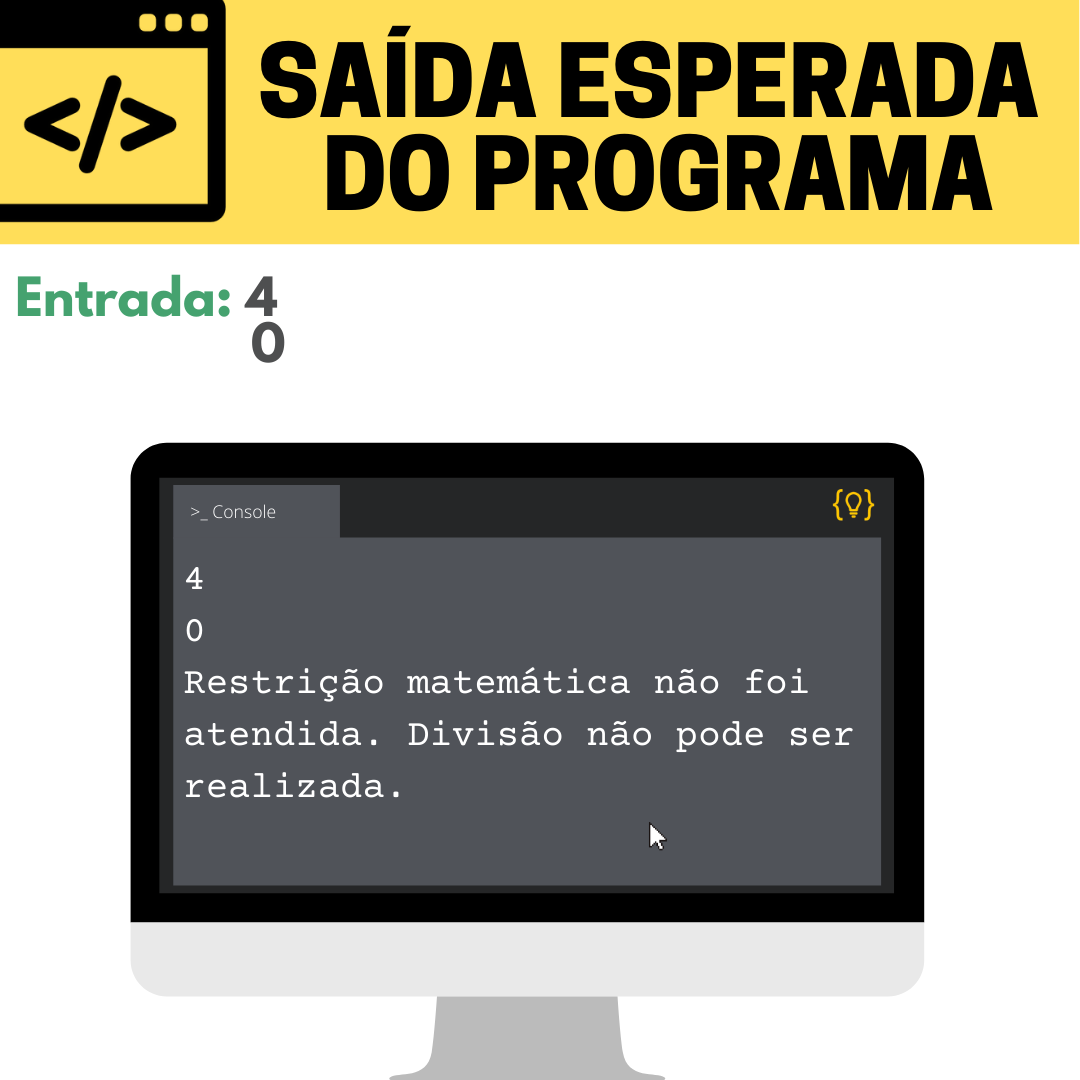 </>
SAÍDA ESPERADA
DO PROGRAMA
Entrada: 4
0
>_ Console
4
0
Restrição matemática não foi
atendida. Divisão não pode ser
realizada.